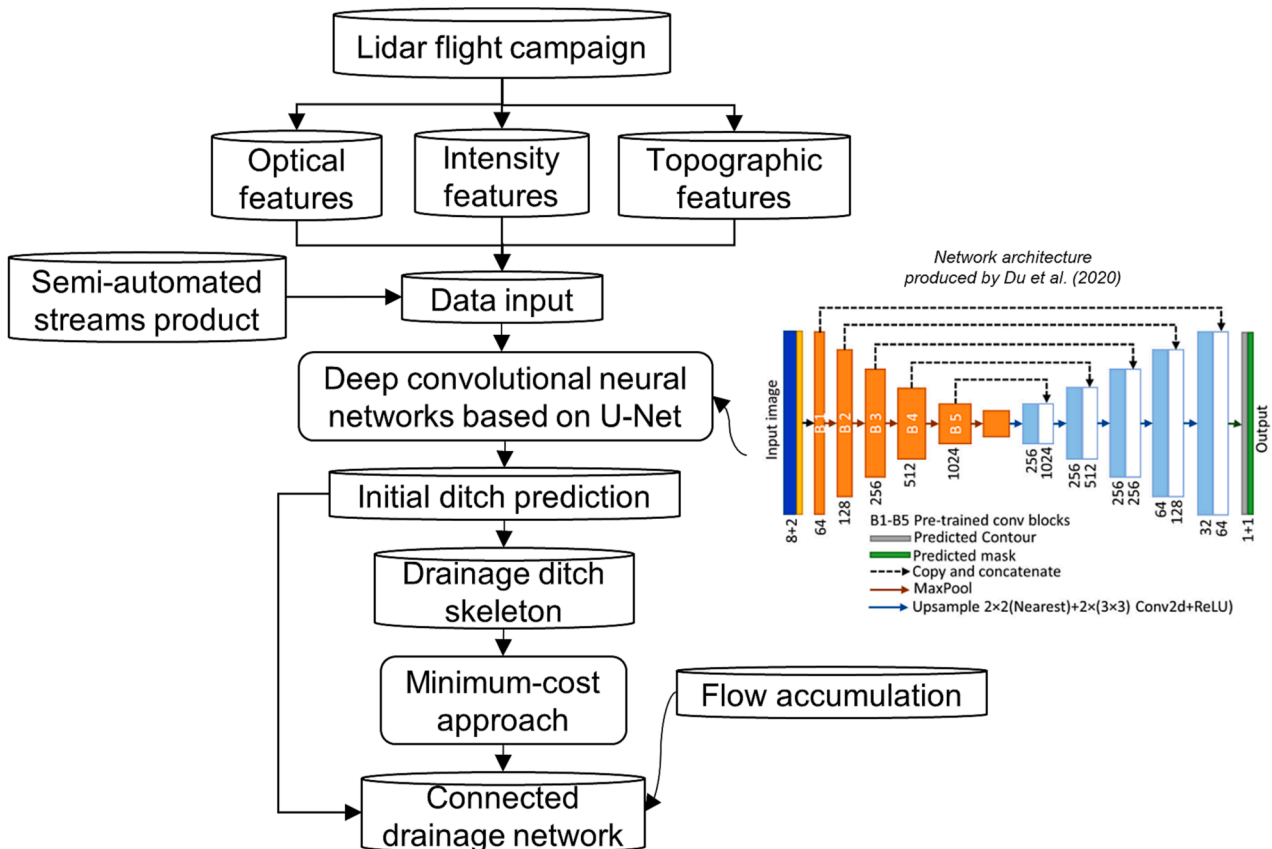 Lidar flight campaign
Optical
features
Intensity
features
Topographic
features
Semi-automated
streams product
Data input
Deep convolutional neural
networks based on U-Net
Initial ditch prediction
Drainage ditch
skeleton
Minimum-cost
approach
Flow accumulation
Connected
drainage network
Network architecture
produced by Du et al. (2020)
Input image
8+2
B 1
64
B 2
128
B 3
256
B 4
512
B 5
1024
256
1024
256
512
256
256
64
128
32
64
1+1
Output
B1-B5 Pre-trained conv blocks
Predicted Contour
Predicted mask
Copy and concatenate
MaxPool
Upsample 2×2(Nearest)+2×(3×3) Conv2d+ReLU)